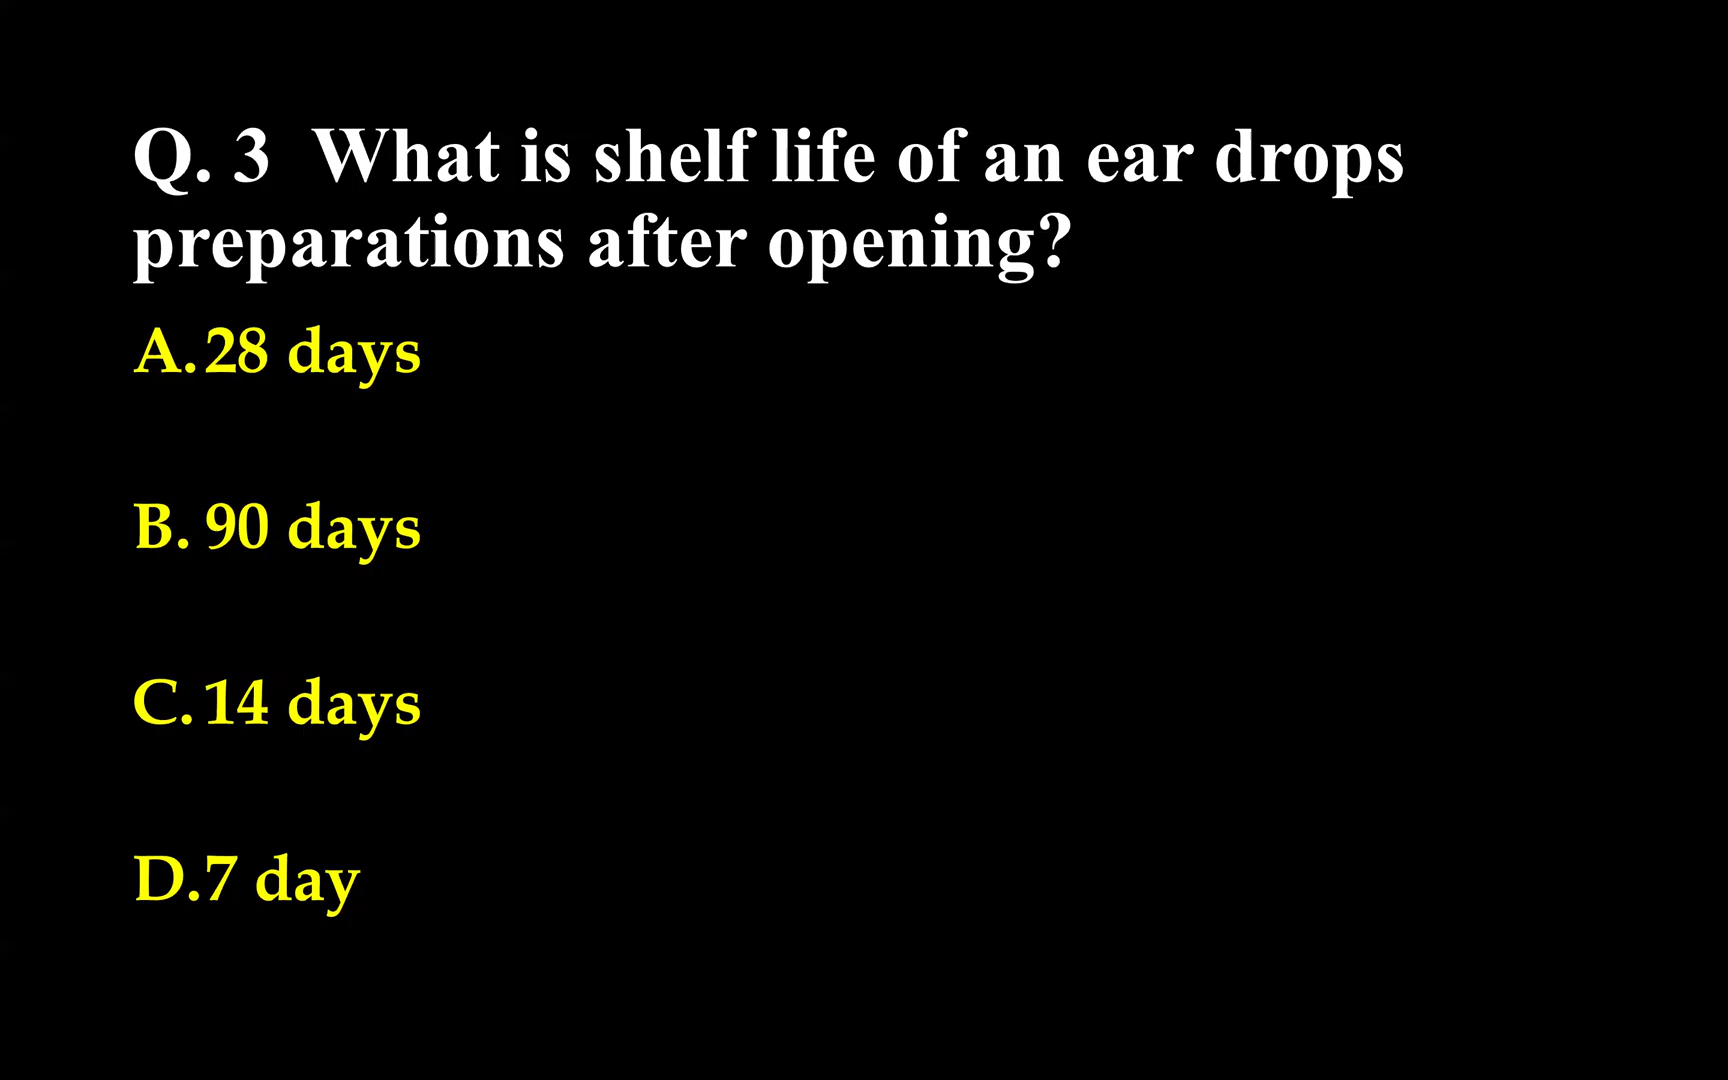 Q. 3  What is shelf life of an ear drops
preparations after opening?
A. 28 days
B. 90 days
C. 14 days
D. 7 day